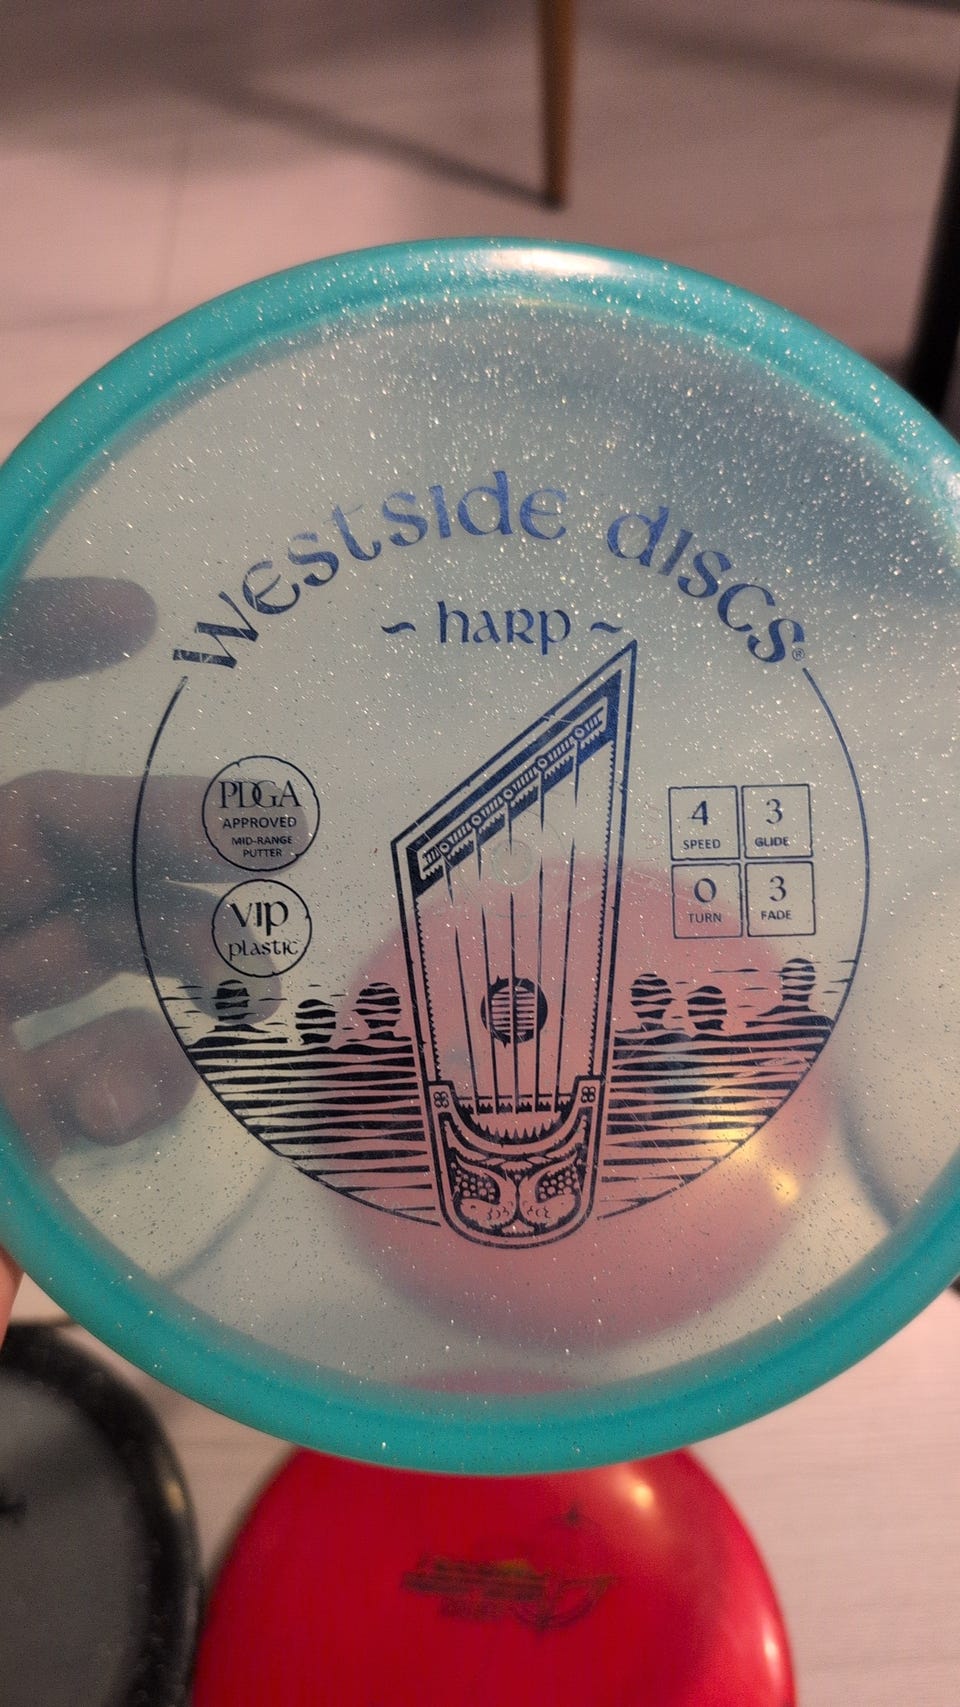 Westside discs®
~ harp ~
PDGA
APPROVED
MID-RANGE
PUTTER
VIP
plastic
4
SPEED
3
GLIDE
0
TURN
3
FADE